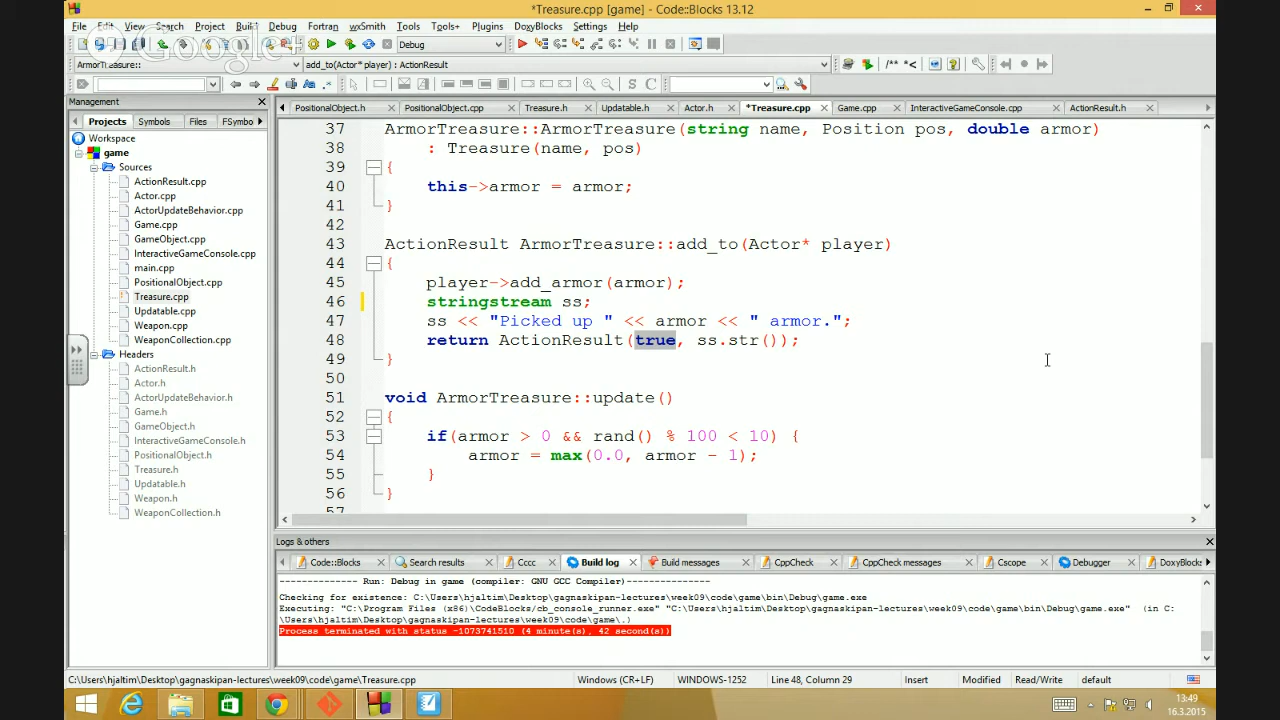 *Treasure.cpp [game] - Code::Blocks 13.12
File Edit View Search Project Build Debug Fortran wxSmith Tools Tools+ Plugins DoxyBlocks Settings Help
Google+
Debug
ArmorTreasure:: add_to(Actor* player) : ActionResult
/** *<
S C
Management
Projects Symbols Files FSymbo
PositionalObject.h PositionalObject.cpp Treasure.h Updatable.h Actor.h *Treasure.cpp Game.cpp InteractiveGameConsole.cpp ActionResult.h
Workspace
game
Sources
ActionResult.cpp
Actor.cpp
ActorUpdateBehavior.cpp
Game.cpp
GameObject.cpp
InteractiveGameConsole.cpp
main.cpp
PositionalObject.cpp
Treasure.cpp
Updatable.cpp
Weapon.cpp
WeaponCollection.cpp
Headers
ActionResult.h
Actor.h
ActorUpdateBehavior.h
Game.h
GameObject.h
InteractiveGameConsole.h
PositionalObject.h
Treasure.h
Updatable.h
Weapon.h
WeaponCollection.h
37 ArmorTreasure::ArmorTreasure(string name, Position pos, double armor)
38 : Treasure(name, pos)
39 {
40 this->armor = armor;
41 }
42
43 ActionResult ArmorTreasure::add_to(Actor* player)
44 {
45 player->add_armor(armor);
46 stringstream ss;
47 ss << "Picked up " << armor << " armor.";
48 return ActionResult(true, ss.str());
49 }
50
51 void ArmorTreasure::update()
52 {
53 if(armor > 0 && rand() % 100 < 10) {
54 armor = max(0.0, armor - 1);
55 }
56 }
57
Logs & others
Code::Blocks Search results Cccc Build log Build messages CppCheck CppCheck messages Cscope Debugger DoxyBlocks
-------------- Run: Debug in game (compiler: GNU GCC Compiler)---------------
Checking for existence: C:\Users\hjaltim\Desktop\gagnaskipan-lectures\week09\code\game\bin\Debug\game.exe
Executing: "C:\Program Files (x86)\CodeBlocks/cb_console_runner.exe" "C:\Users\hjaltim\Desktop\gagnaskipan-lectures\week09\code\game\bin\Debug\game.exe" (in C:
\Users\hjaltim\Desktop\gagnaskipan-lectures\week09\code\game\.)
Process terminated with status -1073741510 (4 minute(s), 42 second(s))
C:\Users\hjaltim\Desktop\gagnaskipan-lectures\week09\code\game\Treasure.cpp Windows (CR+LF) WINDOWS-1252 Line 48, Column 29 Insert Modified Read/Write default
13:49
16.3.2015